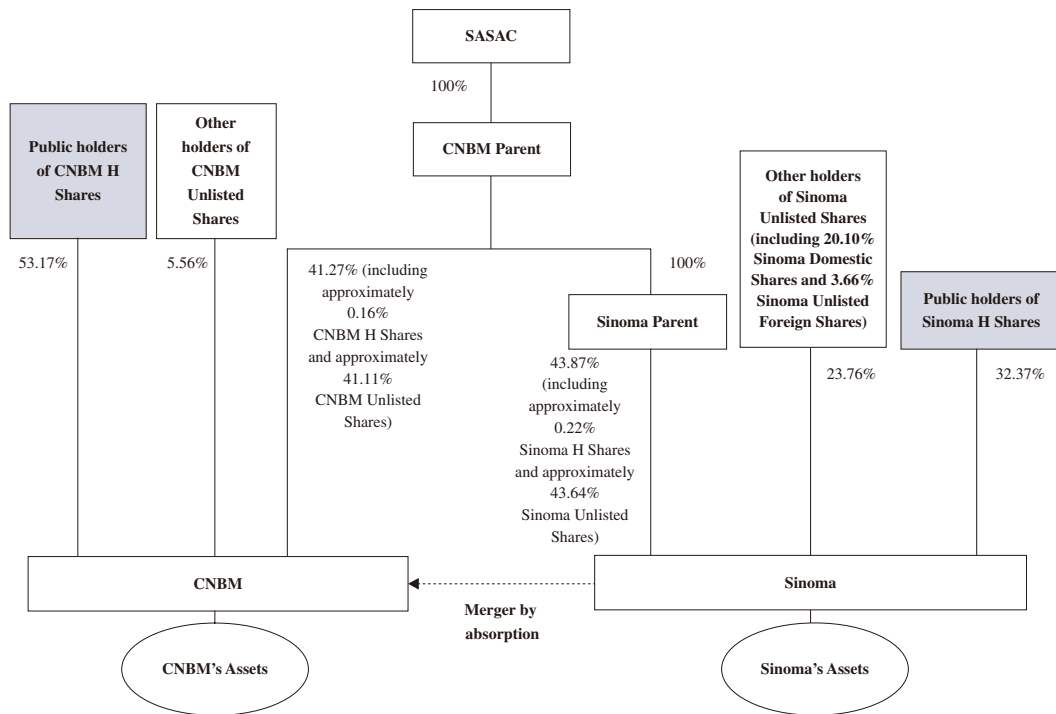 SASAC
100%
CNBM Parent
Public holders
of CNBM H
Shares
Other
holders of
CNBM
Unlisted
Shares
53.17%
5.56%
41.27% (including
approximately
0.16%
CNBM H Shares
and approximately
41.11%
CNBM Unlisted
Shares)
100%
Sinoma Parent
43.87%
(including
approximately
0.22%
Sinoma H Shares
and approximately
43.64%
Sinoma Unlisted
Shares)
Other holders
of Sinoma
Unlisted Shares
(including 20.10%
Sinoma Domestic
Shares and 3.66%
Sinoma Unlisted
Foreign Shares)
23.76%
Public holders of
Sinoma H Shares
32.37%
CNBM
Merger by
absorption
Sinoma
CNBM's Assets
Sinoma's Assets